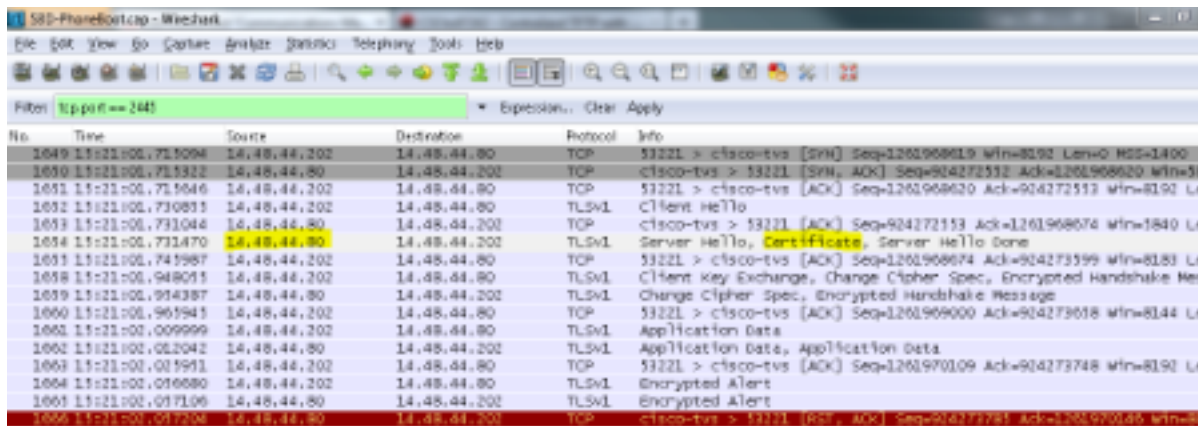 SBD-PhoneBoot.cap - Wireshark
File Edit View Go Capture Analyze Statistics Telephony Tools Help
Filter: tcp.port == 2445 Expression... Clear Apply
No. Time Source Destination Protocol Info
1649 15:21:01.715094 14.48.44.202 14.48.44.80 TCP 53221 > cisco-tvs [SYN] Seq=1261968619 Win=8192 Len=0 MSS=1400
1650 15:21:01.715322 14.48.44.80 14.48.44.202 TCP cisco-tvs > 53221 [SYN, ACK] Seq=924272552 Ack=1261968620
1651 15:21:01.715646 14.48.44.202 14.48.44.80 TCP 53221 > cisco-tvs [ACK] Seq=1261968620 Ack=924272553 Win=8192
1652 15:21:01.730855 14.48.44.202 14.48.44.80 TLSv1 Client Hello
1653 15:21:01.731044 14.48.44.80 14.48.44.202 TCP cisco-tvs > 53221 [ACK] Seq=924272553 Ack=1261968674 Win=5840
1654 15:21:01.731470 14.48.44.80 14.48.44.202 TLSv1 Server Hello, Certificate, Server Hello Done
1655 15:21:01.745987 14.48.44.202 14.48.44.80 TCP 53221 > cisco-tvs [ACK] Seq=1261968674 Ack=924273599 Win=8183
1658 15:21:01.948055 14.48.44.202 14.48.44.80 TLSv1 Client Key Exchange, Change Cipher Spec, Encrypted Handshake Mes
1659 15:21:01.954387 14.48.44.80 14.48.44.202 TLSv1 Change Cipher Spec, Encrypted Handshake Message
1660 15:21:01.965945 14.48.44.202 14.48.44.80 TCP 53221 > cisco-tvs [ACK] Seq=1261969000 Ack=924273658 Win=8144
1661 15:21:02.009999 14.48.44.202 14.48.44.80 TLSv1 Application Data
1662 15:21:02.012042 14.48.44.80 14.48.44.202 TLSv1 Application Data, Application Data
1663 15:21:02.025951 14.48.44.202 14.48.44.80 TCP 53221 > cisco-tvs [ACK] Seq=1261970109 Ack=924273748 Win=8192
1664 15:21:02.056680 14.48.44.202 14.48.44.80 TLSv1 Encrypted Alert
1665 15:21:02.057106 14.48.44.80 14.48.44.202 TLSv1 Encrypted Alert
1666 15:21:02.057204 14.48.44.80 14.48.44.202 TCP cisco-tvs > 53221 [RST, ACK] Seq=924273785 Ack=1261970146